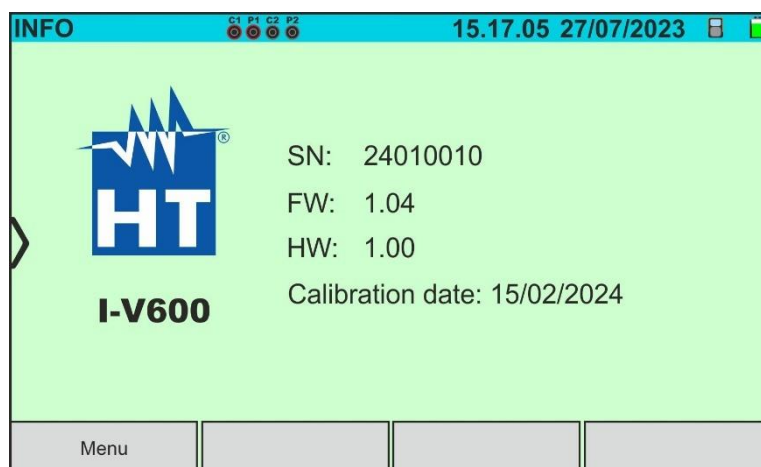 INFO C1 P1 C2 P2 15.17.05 27/07/2023
HT®
I-V600
SN: 24010010
FW: 1.04
HW: 1.00
Calibration date: 15/02/2024
Menu